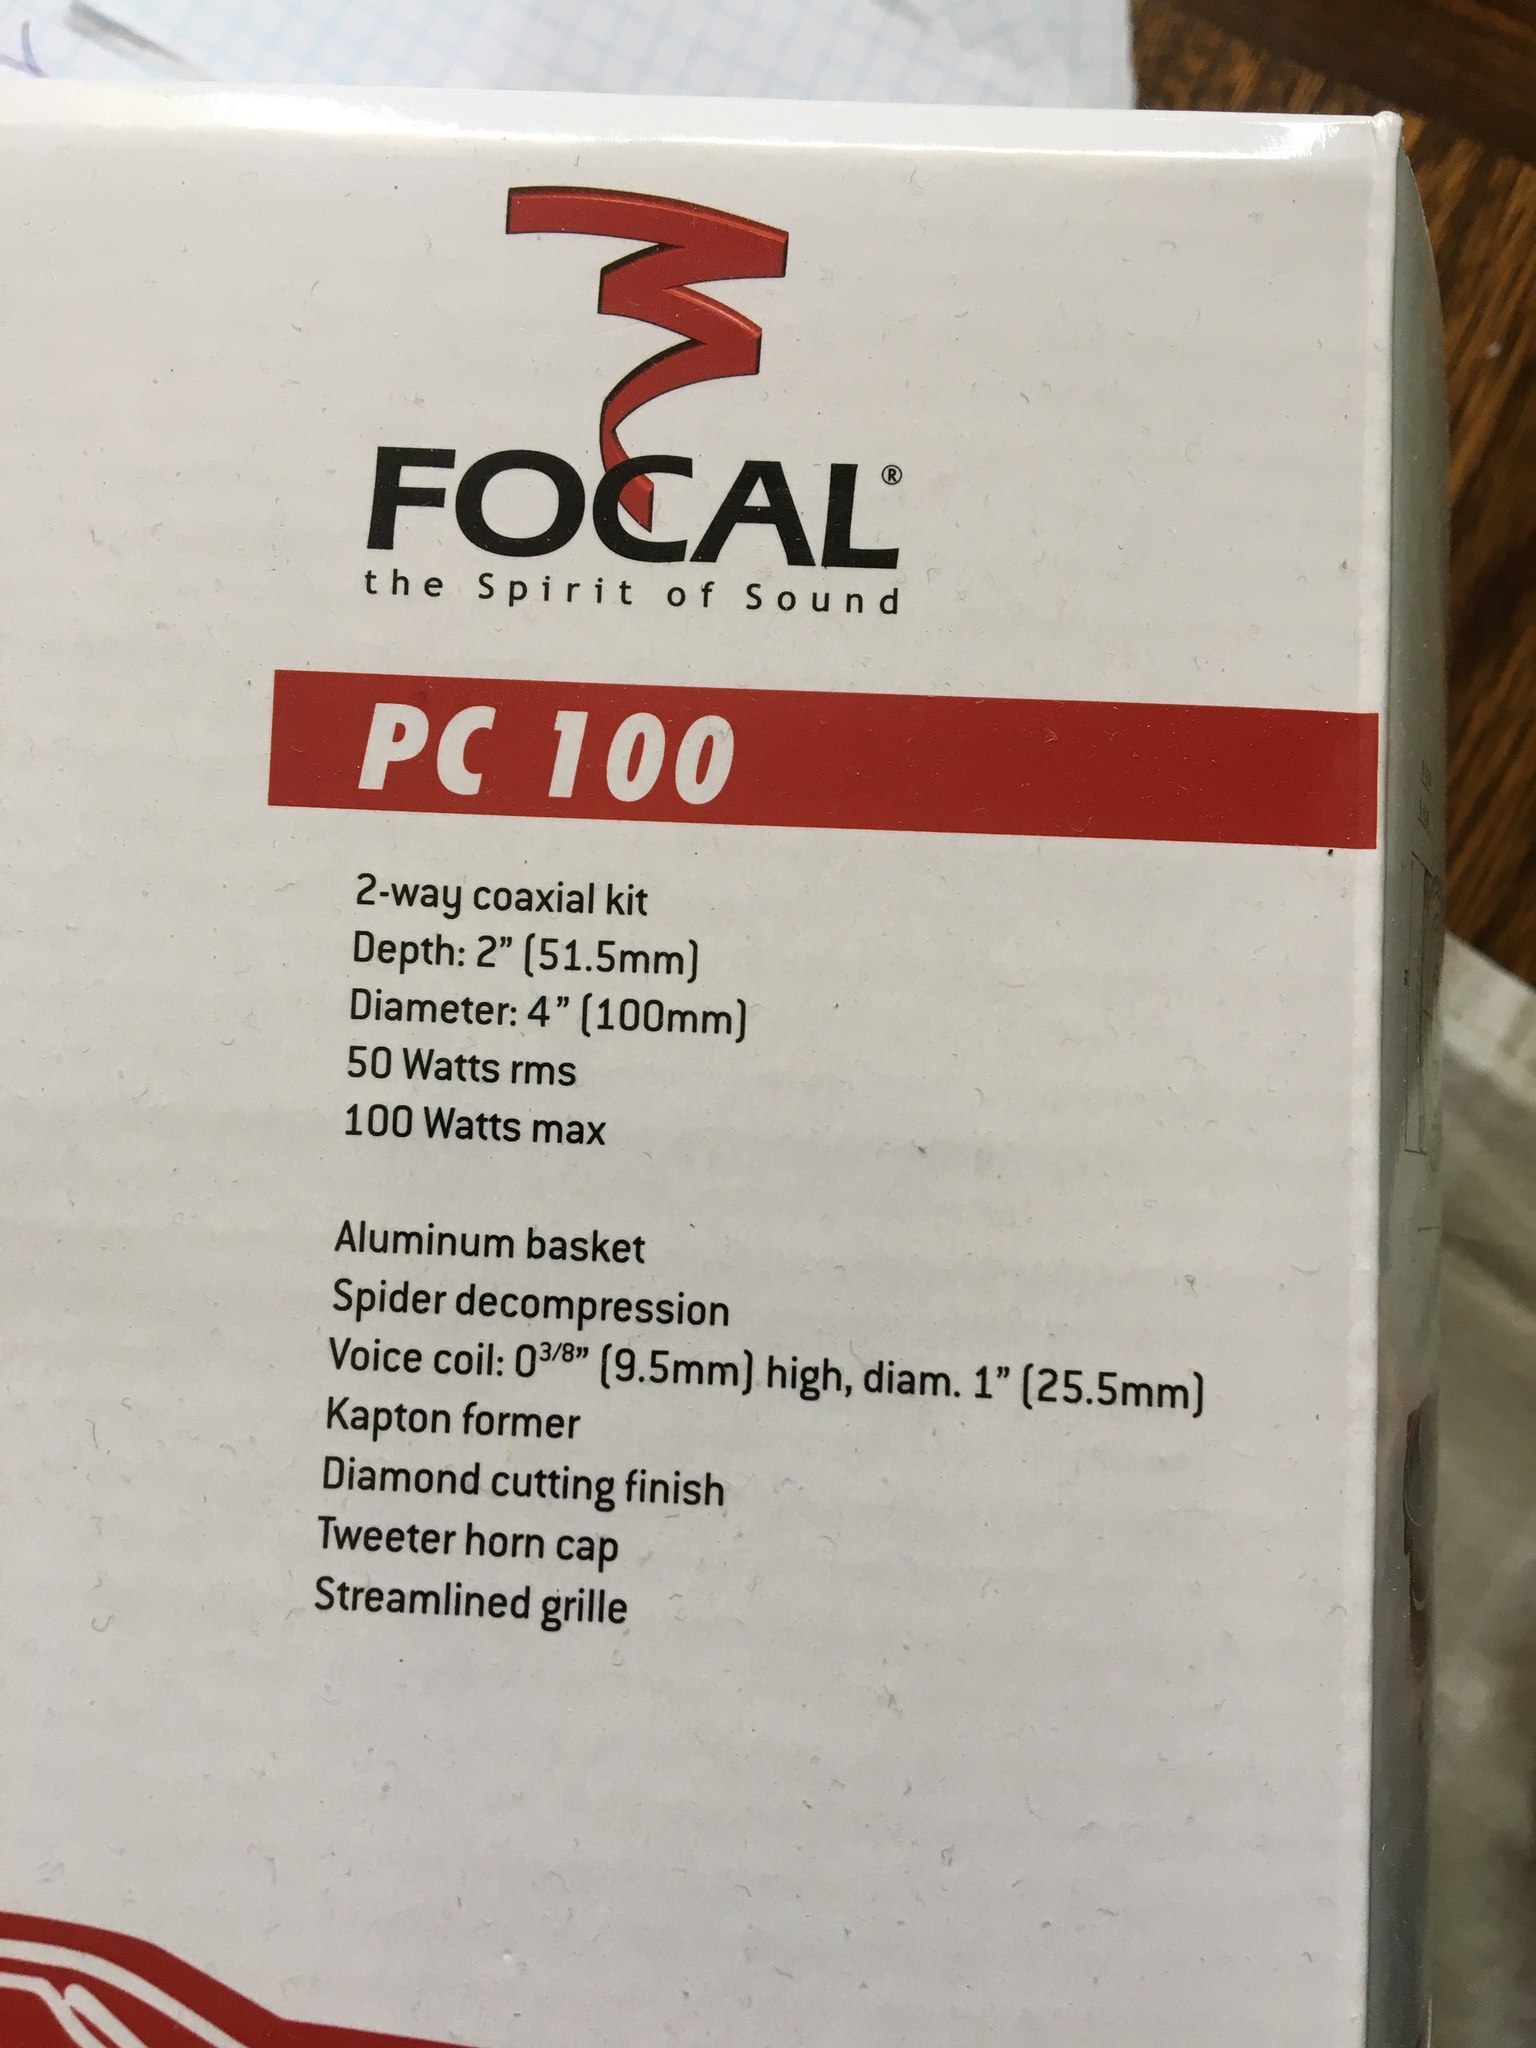 FOCAL®
the Spirit of Sound
PC 100
2-way coaxial kit
Depth: 2” (51.5mm)
Diameter: 4” (100mm)
50 Watts rms
100 Watts max
Aluminum basket
Spider decompression
Voice coil: 0³/⁸” (9.5mm) high, diam. 1” (25.5mm)
Kapton former
Diamond cutting finish
Tweeter horn cap
Streamlined grille